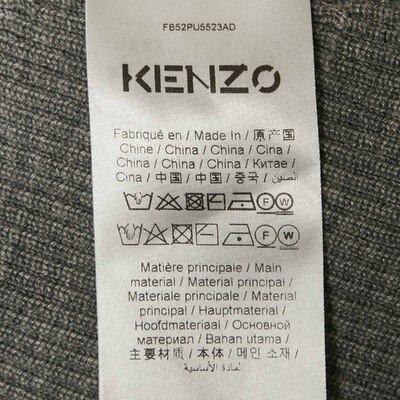 FB52PU5523AD
KENZO
Fabriqué en / Made In / 原产国
Chine / China / China / Cina /
China / China / China / Китае /
Cina / 中国 / 中国 / 중국 / الصين
F W
F W
Matière principale / Main
material / Material principal /
Materiale principale / Material
principal / Hauptmaterial /
Hoofdmateriaal / Основной
материал / Bahan utama /
主要材质 / 本体 / 메인 소재 /
المادة الأساسية